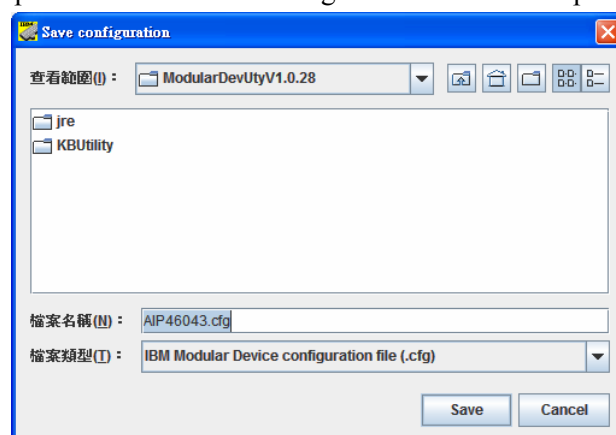 Save configuration
查看範圍(I)： ModularDevUtyV1.0.28
jre
KBUtility
檔案名稱(N)： AIP46043.cfg
檔案類型(T)： IBM Modular Device configuration file (.cfg)
Save Cancel